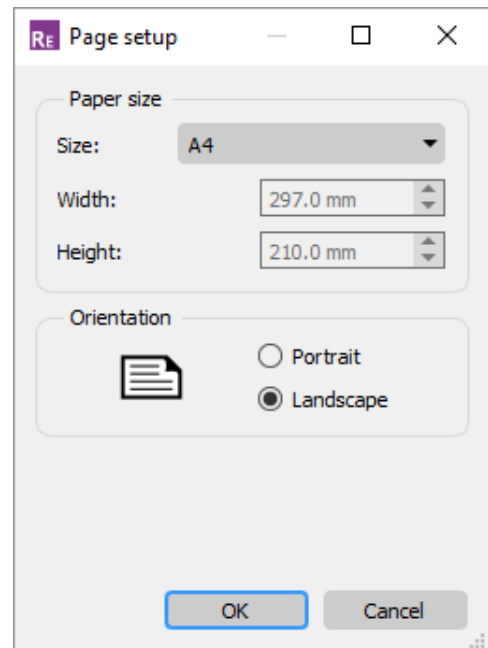 RE Page setup
Paper size
Size: A4
Width: 297.0 mm
Height: 210.0 mm
Orientation
Portrait
Landscape
OK Cancel